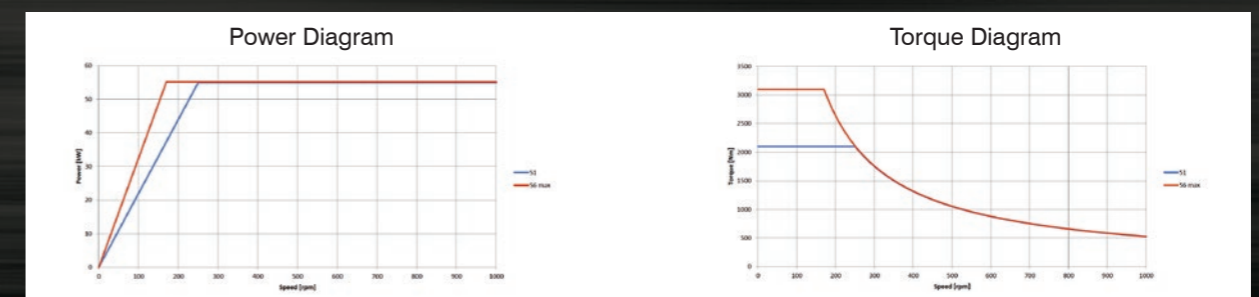 Power Diagram
60
50
40
30
20
10
0
Power [kW]
0 100 200 300 400 500 600 700 800 900 1000
Speed [rpm]
S1
S6 max
Torque Diagram
3500
3000
2500
2000
1500
1000
500
0
Torque [Nm]
0 100 200 300 400 500 600 700 800 900 1000
Speed [rpm]
S1
S6 max